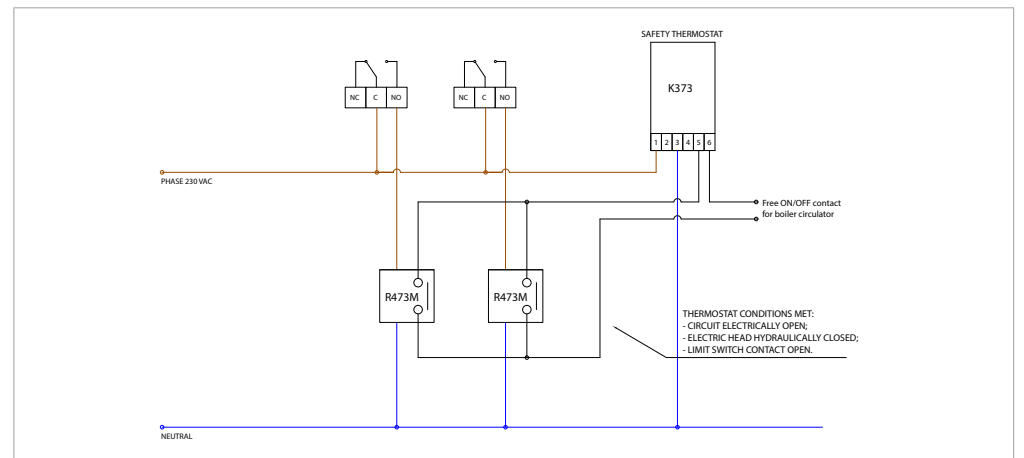 SAFETY THERMOSTAT
K373
1 2 3 4 5 6
NC C NO
NC C NO
PHASE 230 VAC
Free ON/OFF contact
for boiler circulator
R473M
R473M
THERMOSTAT CONDITIONS MET:
- CIRCUIT ELECTRICALLY OPEN;
- ELECTRIC HEAD HYDRAULICALLY CLOSED;
- LIMIT SWITCH CONTACT OPEN.
NEUTRAL